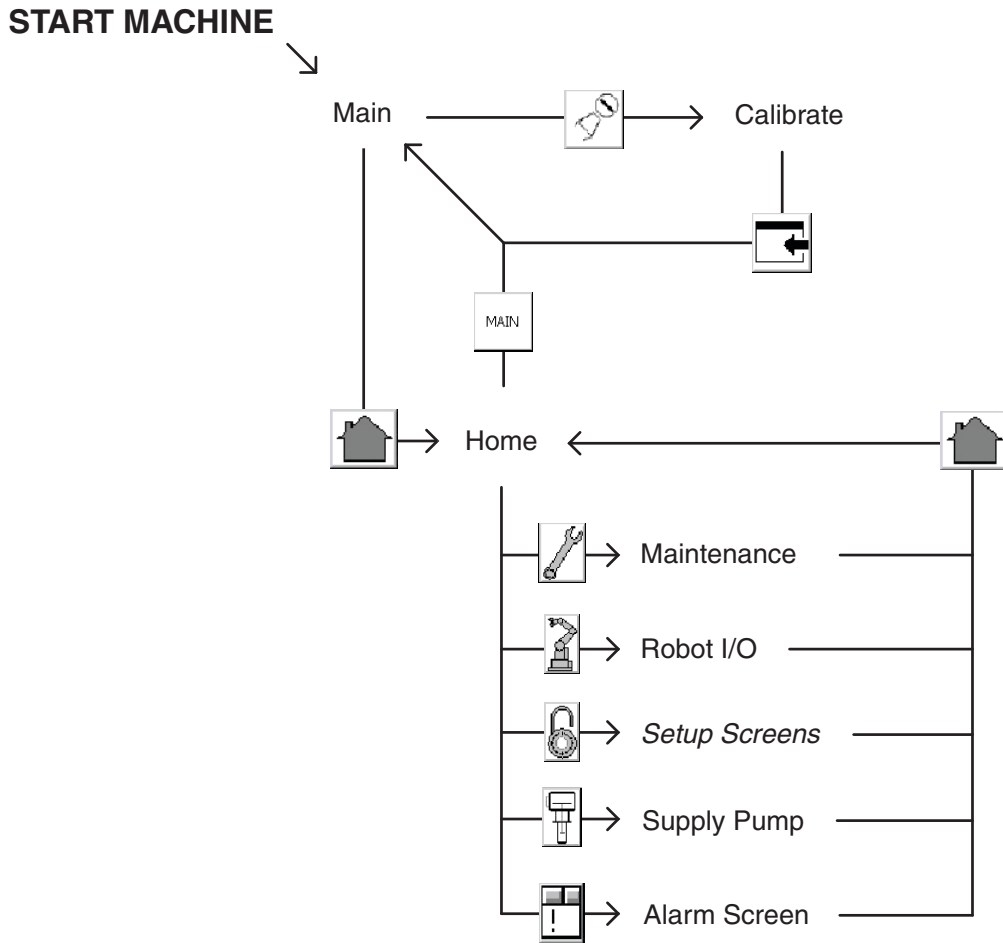 START MACHINE
Main
Calibrate
MAIN
Home
Maintenance
Robot I/O
Setup Screens
Supply Pump
!
Alarm Screen